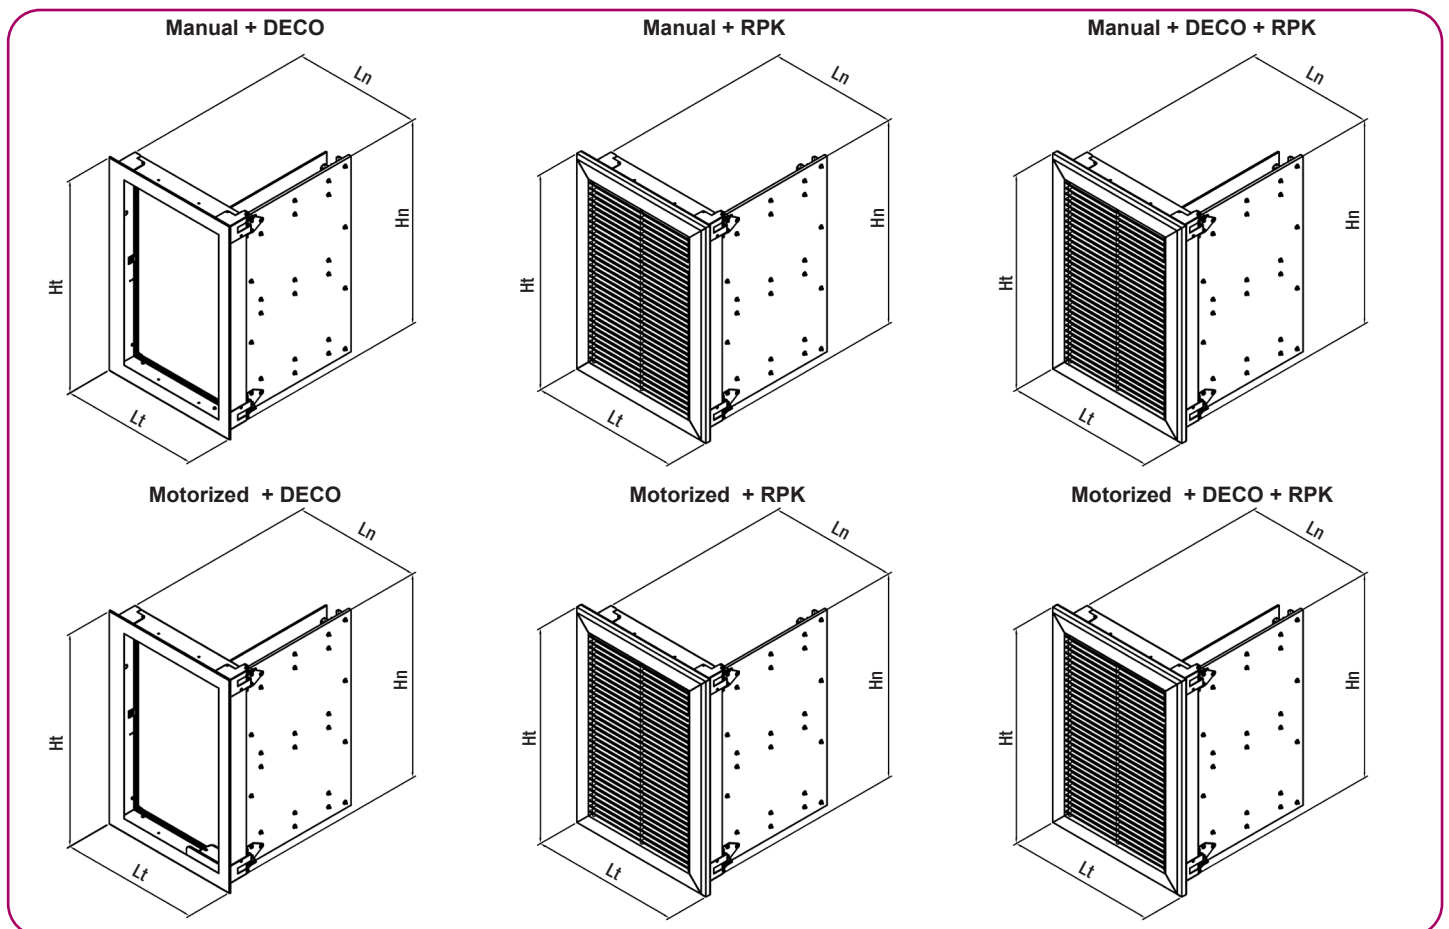 Manual + DECO
Manual + RPK
Manual + DECO + RPK
Ln
Ln
Ln
Hn
Hn
Hn
Ht
Ht
Ht
Lt
Lt
Lt
Motorized + DECO
Motorized + RPK
Motorized + DECO + RPK
Ln
Ln
Ln
Hn
Hn
Hn
Ht
Ht
Ht
Lt
Lt
Lt